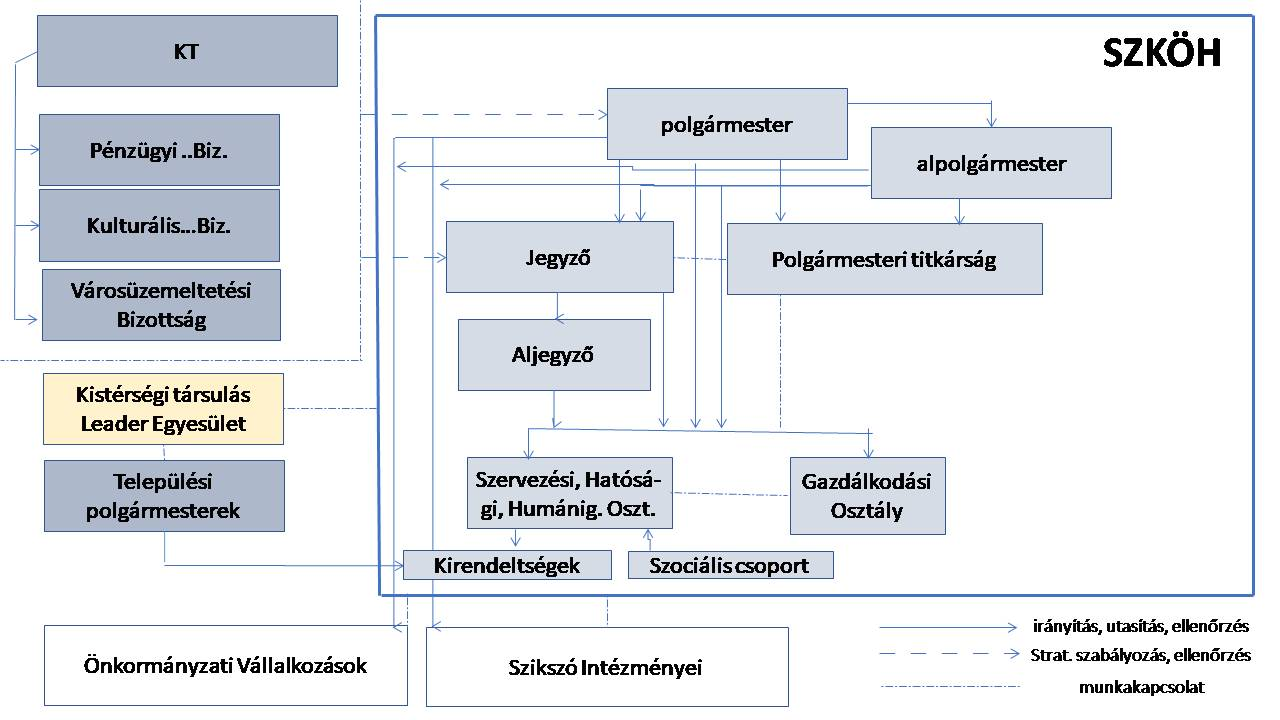 KT
Pénzügyi ..Biz.
Kulturális...Biz.
Városüzemeltetési
Bizottság
Kistérségi társulás
Leader Egyesület
Települési
polgármesterek
SZKÖH
polgármester
alpolgármester
Jegyző
Polgármesteri titkárság
Aljegyző
Szervezési, Hatósá-
gi, Humánig. Oszt.
Gazdálkodási
Osztály
Kirendeltségek
Szociális csoport
Önkormányzati Vállalkozások
Szikszó Intézményei
irányítás, utasítás, ellenőrzés
Strat. szabályozás, ellenőrzés
munkakapcsolat